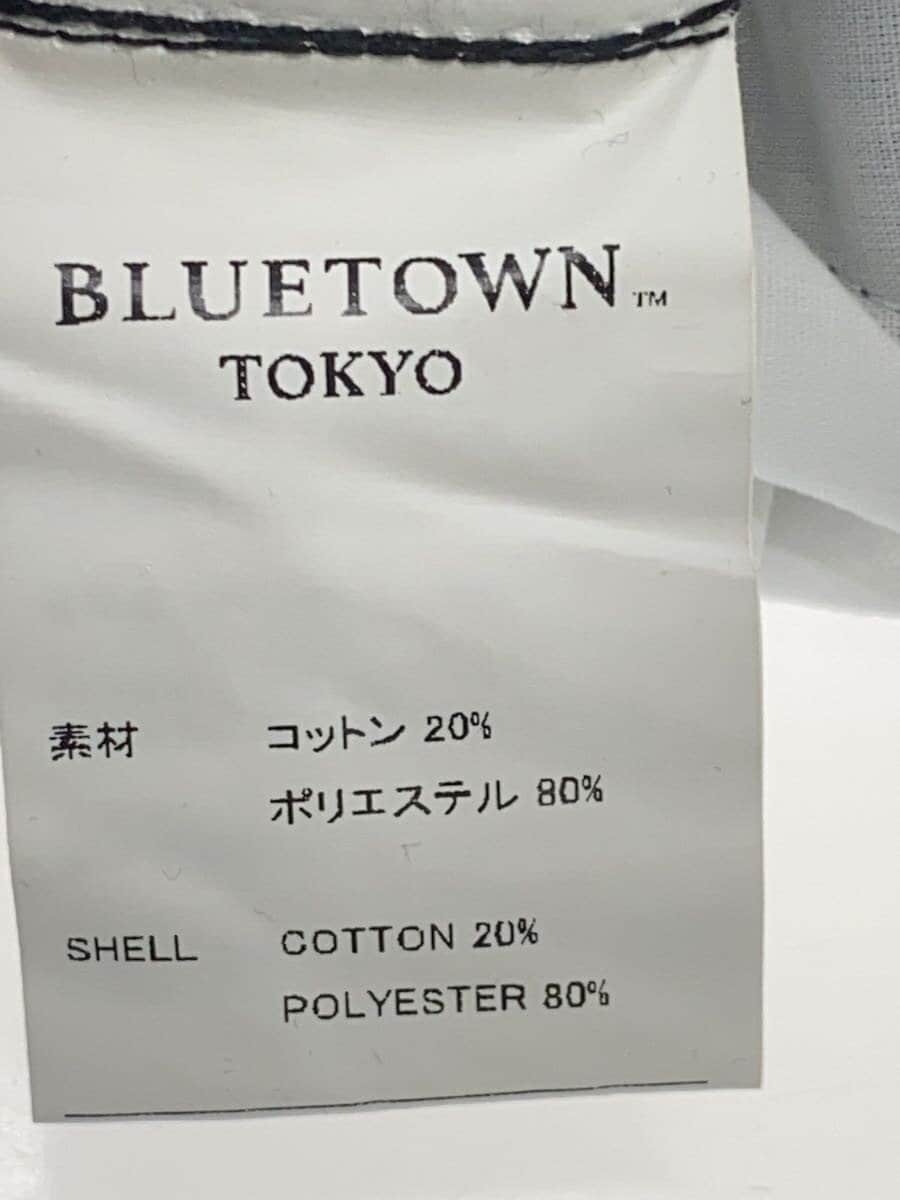 BLUETOWN™
TOKYO
素材 コットン 20%
ポリエステル 80%
SHELL COTTON 20%
POLYESTER 80%